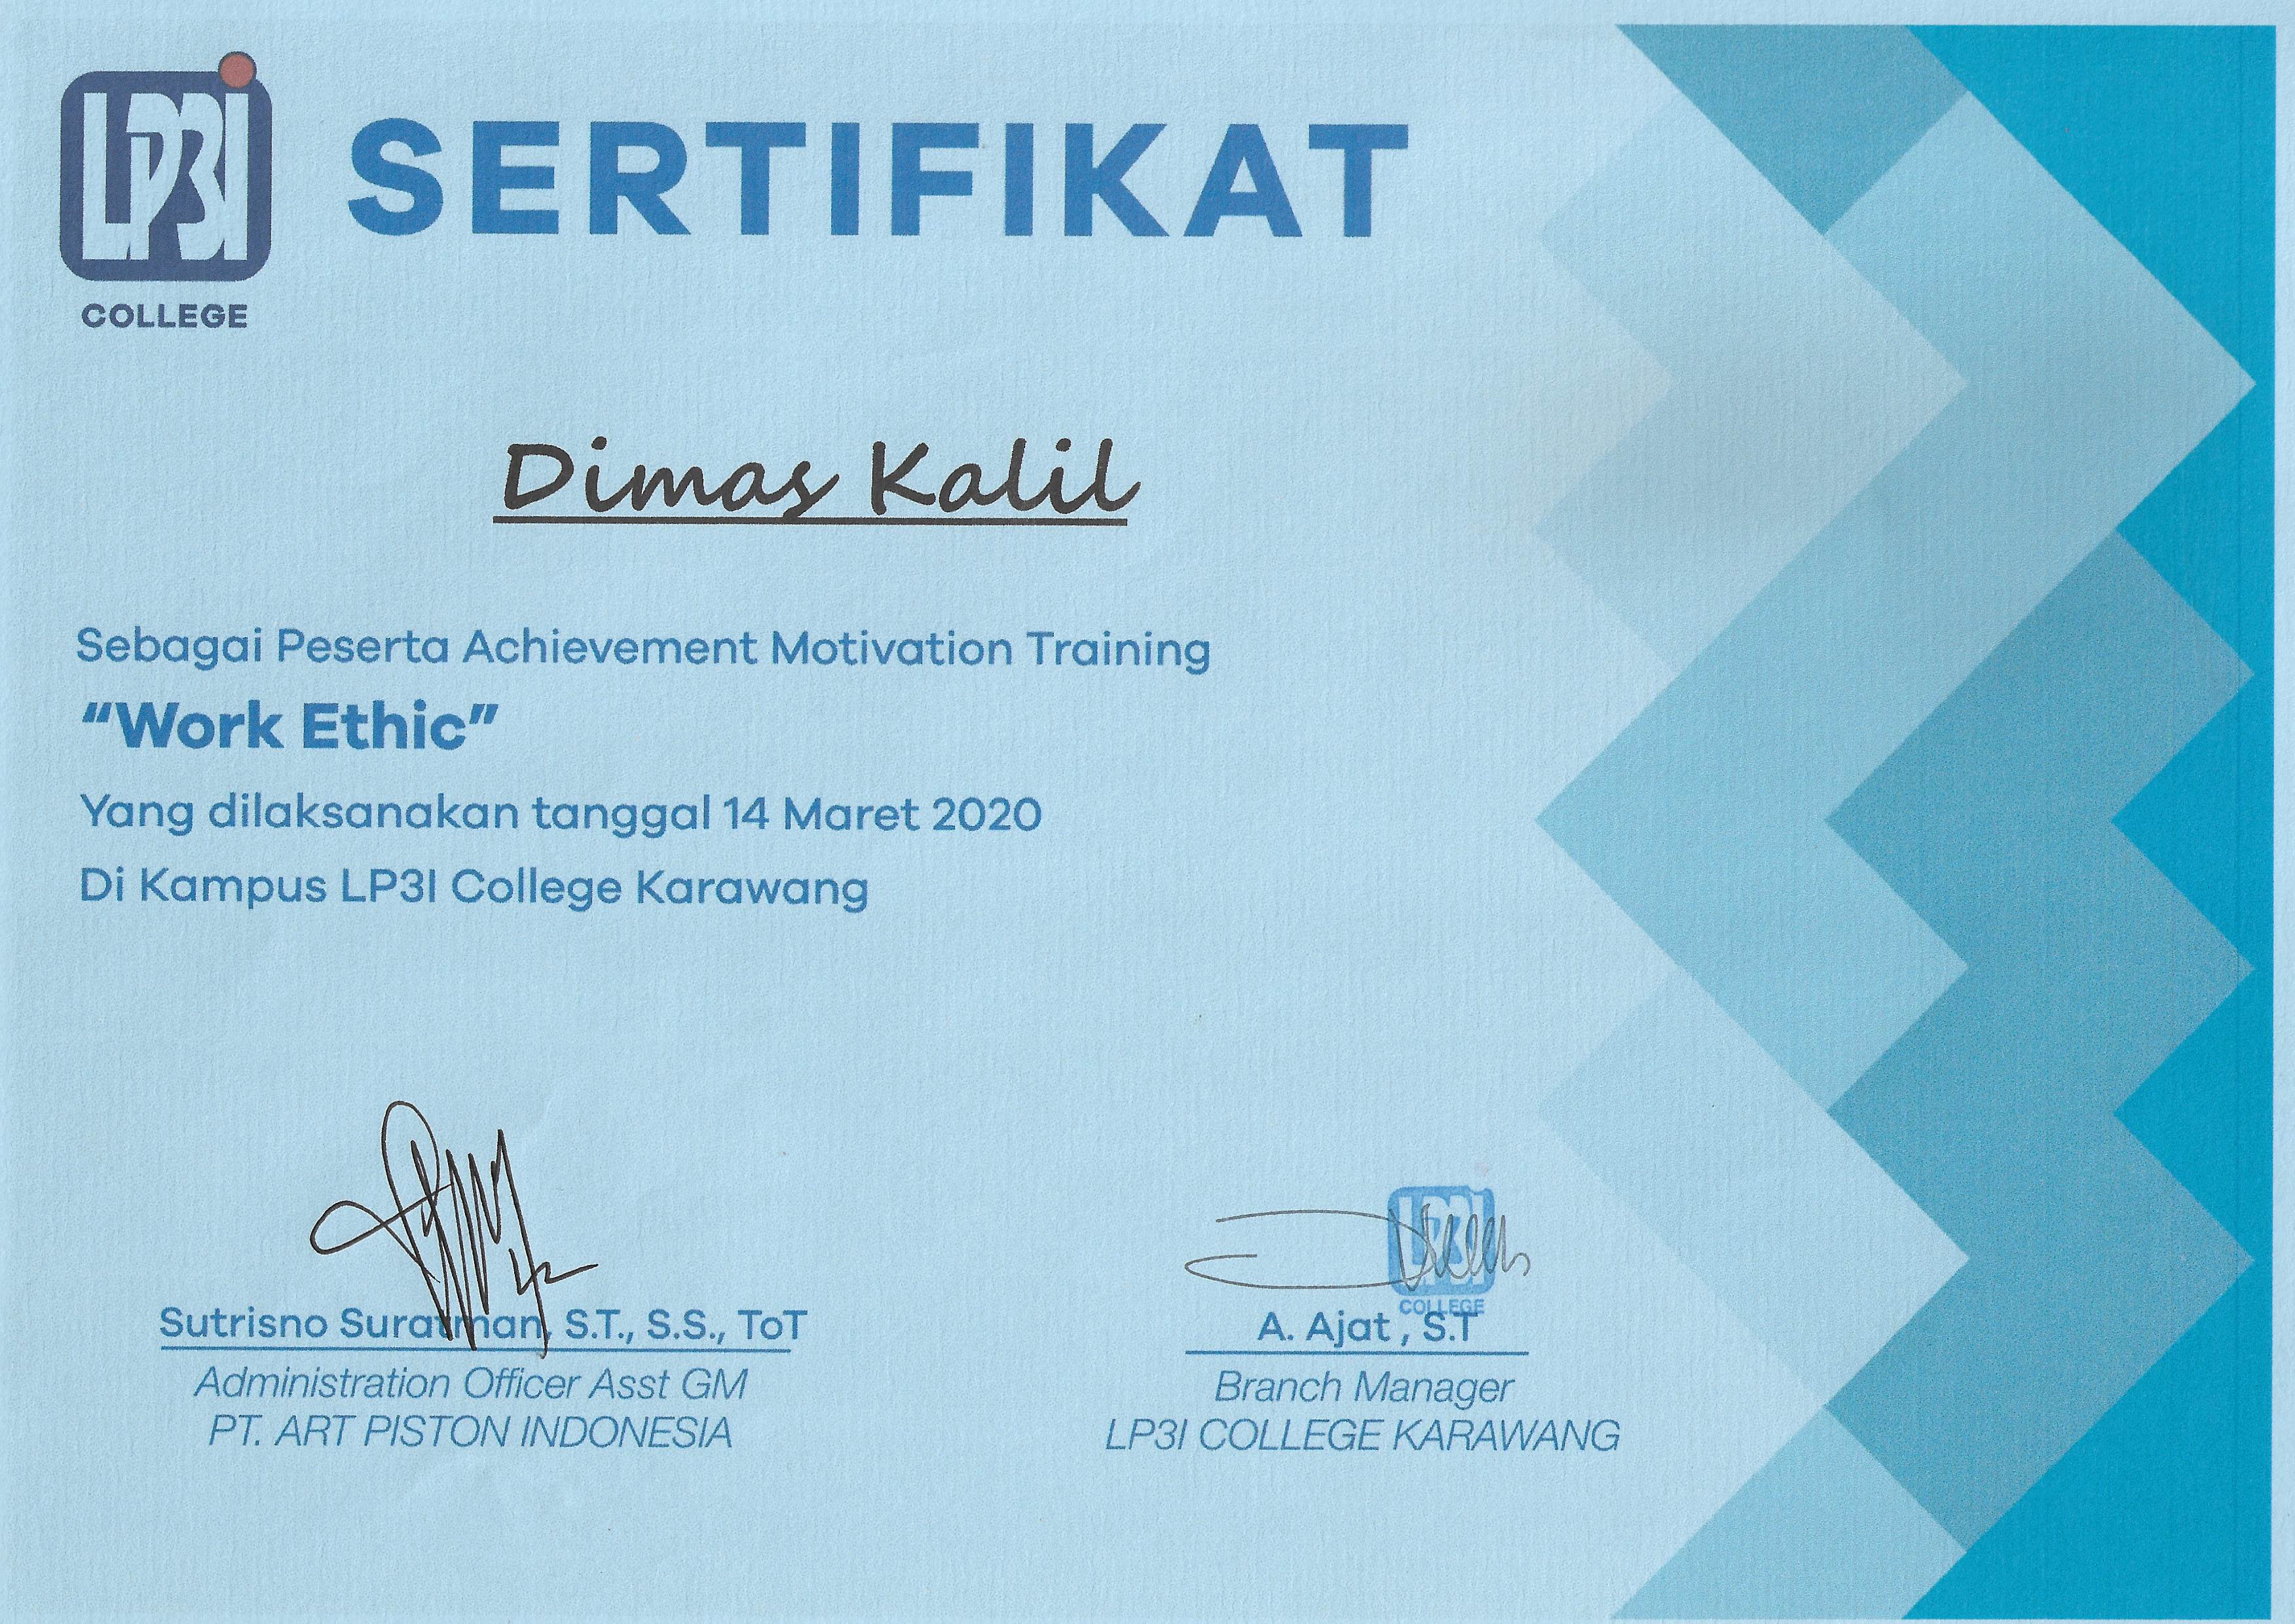 LP3I
COLLEGE
SERTIFIKAT
Dimas Kalil
Sebagai Peserta Achievement Motivation Training
“Work Ethic”
Yang dilaksanakan tanggal 14 Maret 2020
Di Kampus LP3I College Karawang
LP3I
COLLEGE
Sutrisno Suratman, S.T., S.S., ToT
Administration Officer Asst GM
PT. ART PISTON INDONESIA
A. Ajat , S.T
Branch Manager
LP3I COLLEGE KARAWANG